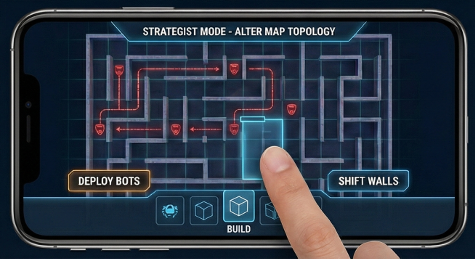 STRATEGIST MODE - ALTER MAP TOPOLOGY
DEPLOY BOTS
SHIFT WALLS
BUILD